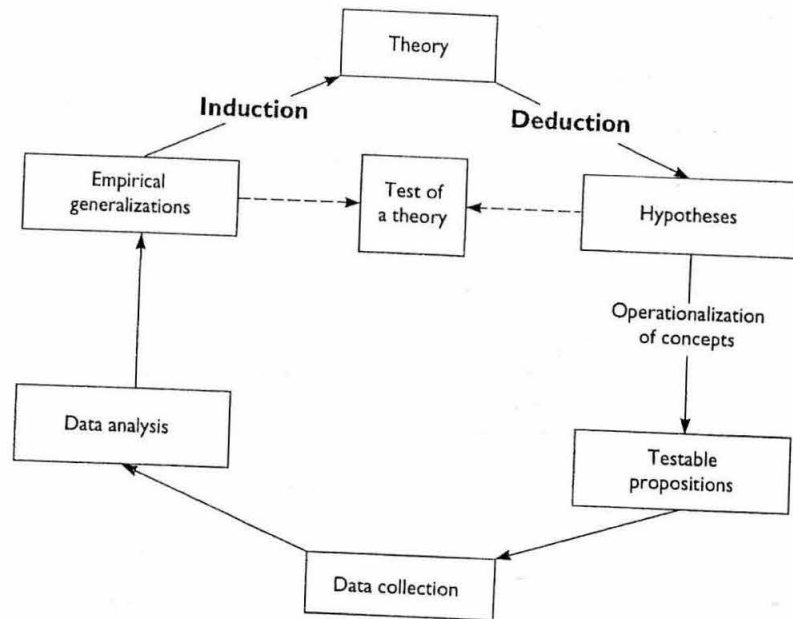 Theory
Induction
Deduction
Empirical
generalizations
Test of
a theory
Hypotheses
Operationalization
of concepts
Data analysis
Testable
propositions
Data collection